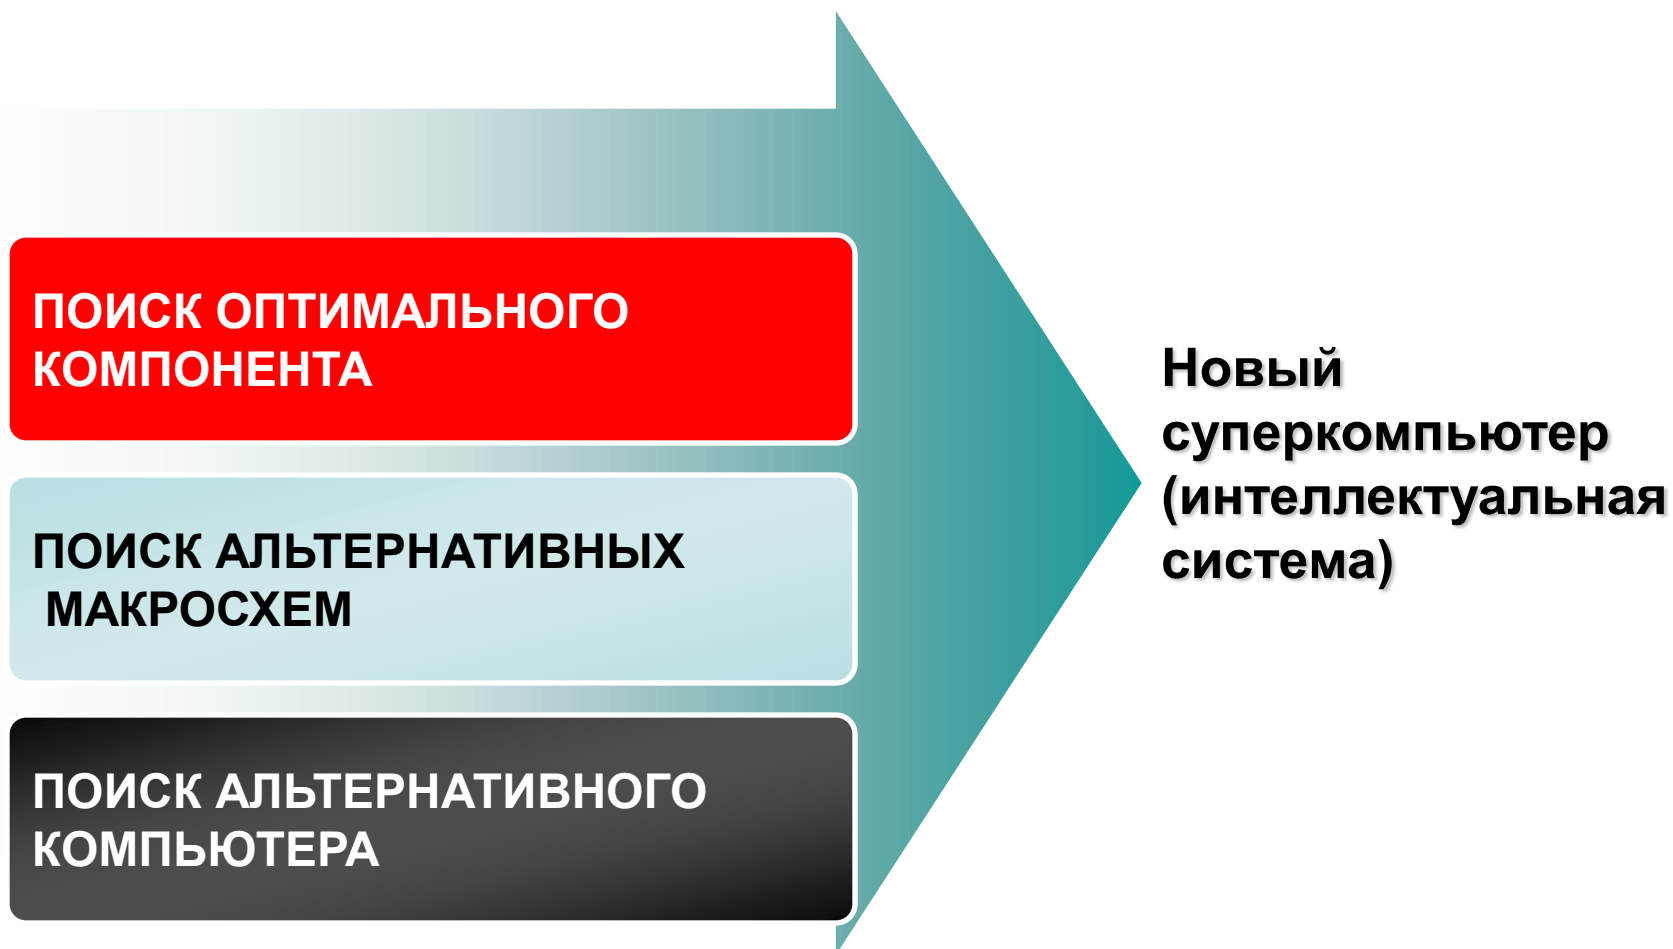 ПОИСК ОПТИМАЛЬНОГО
КОМПОНЕНТА
ПОИСК АЛЬТЕРНАТИВНЫХ
МАКРОСХЕМ
ПОИСК АЛЬТЕРНАТИВНОГО
КОМПЬЮТЕРА
Новый
суперкомпьютер
(интеллектуальная
система)